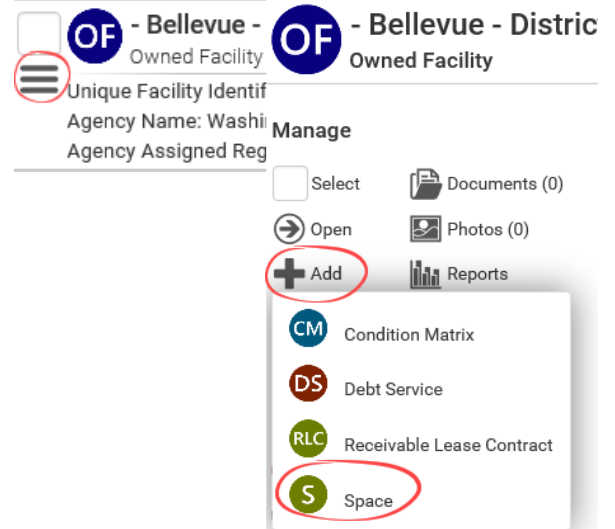 OF - Bellevue -
Owned Facility
Unique Facility Identif
Agency Name: Washi
Agency Assigned Reg
OF - Bellevue - Distric
Owned Facility
Manage
Select Documents (0)
Open Photos (0)
Add Reports
CM Condition Matrix
DS Debt Service
RLC Receivable Lease Contract
S Space